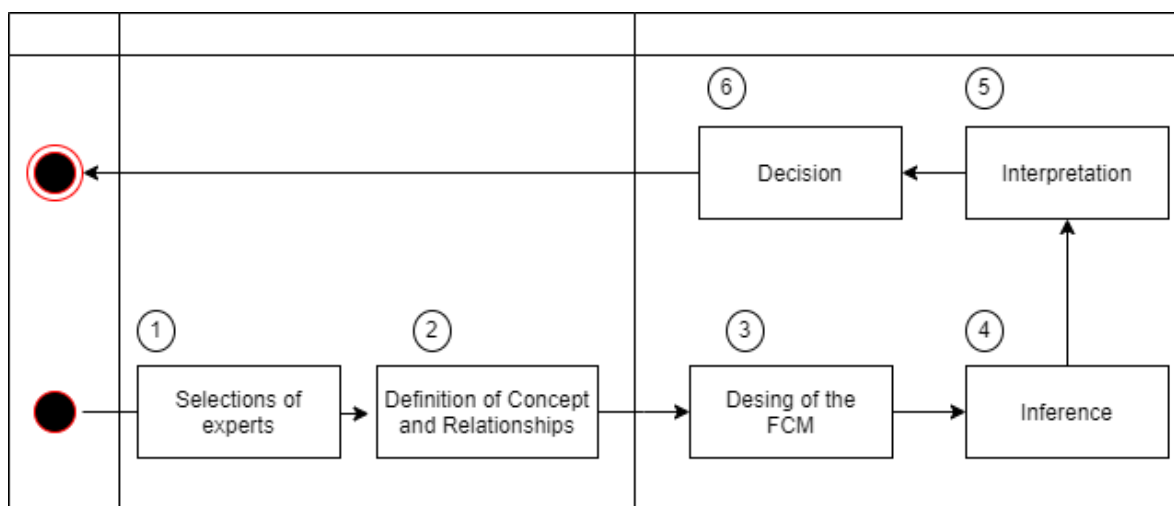 6
5
Decision
Interpretation
1
2
3
4
Selections of
experts
Definition of Concept
and Relationships
Desing of the
FCM
Inference